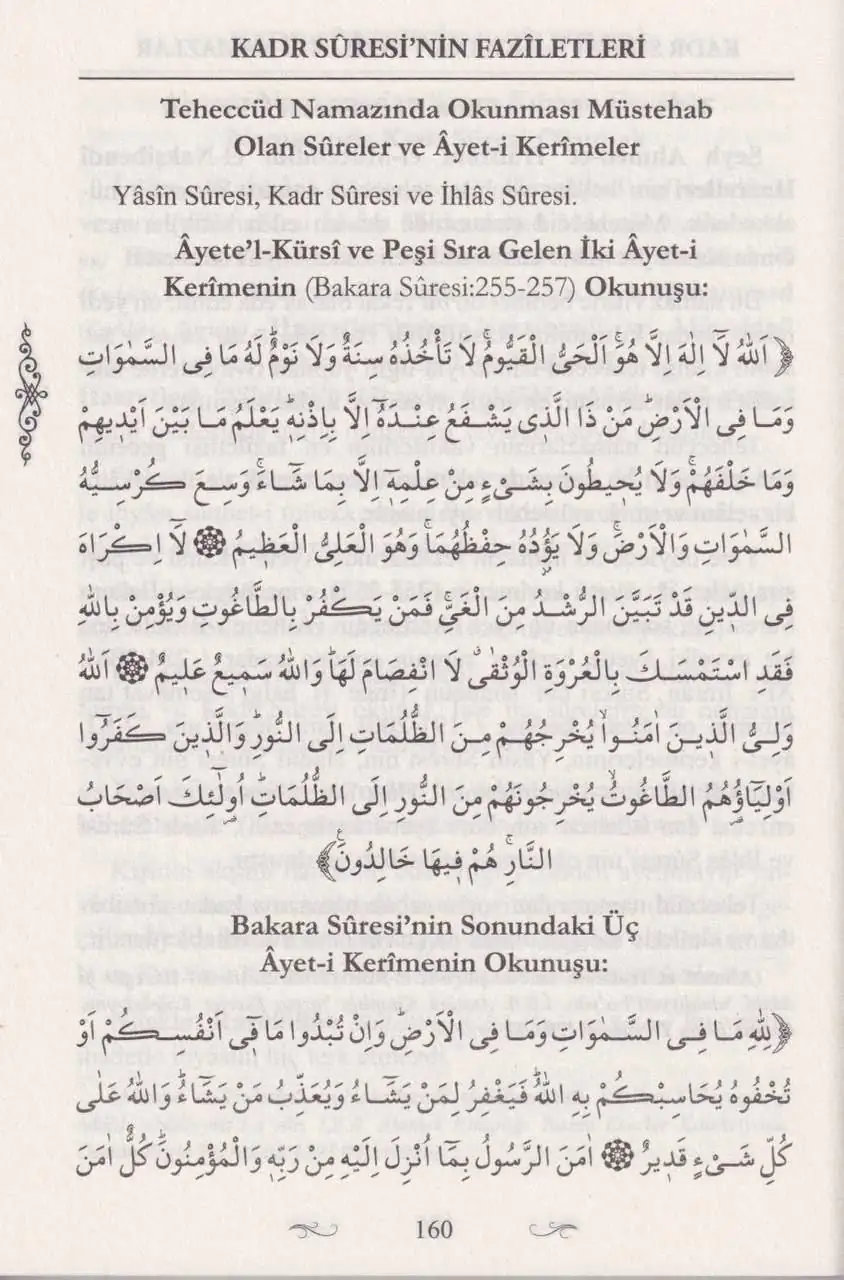 KADR SÛRESİ’NİN FAZÎLETLERİ
Teheccüd Namazında Okunması Müstehab
Olan Sûreler ve Âyet-i Kerîmeler
Yâsîn Sûresi, Kadr Sûresi ve İhlâs Sûresi.
Âyete’l-Kürsî ve Peşi Sıra Gelen İki Âyet-i
Kerîmenin (Bakara Sûresi:255-257) Okunuşu:
﴿ اَللّٰهُ لَٓا اِلٰهَ اِلَّا هُوَۚ اَلْحَيُّ الْقَيُّومُۚ لَا تَأْخُذُهُ سِنَةٌ وَلَا نَوْمٌۜ لَهُ مَا فِى السَّمٰوَاتِ
وَمَا فِى الْاَرْضِۜ مَنْ ذَا الَّذِى يَشْفَعُ عِنْدَهُٓ اِلَّا بِاِذْنِهِۜ يَعْلَمُ مَا بَيْنَ اَيْدِيهِمْ
وَمَا خَلْفَهُمْۚ وَلَا يُحِيطُونَ بِشَىْءٍ مِنْ عِلْمِهِٓ اِلَّا بِمَا شَٓاءَۚ وَسِعَ كُرْسِيُّهُ
السَّمٰوَاتِ وَالْاَرْضَۚ وَلَا يَؤُدُهُ حِفْظُهُمَاۚ وَهُوَ الْعَلِىُّ الْعَظِيمُ ۞ لَٓا اِكْرَاهَ
فِى الدِّينِ قَدْ تَبَيَّنَ الرُّشْدُ مِنَ الْغَىِّۚ فَمَنْ يَكْفُرْ بِالطَّاغُوتِ وَيُؤْمِنْ بِاللّٰهِ
فَقَدِ اسْتَمْسَكَ بِالْعُرْوَةِ الْوُثْقٰىۗ لَا انْفِصَامَ لَهَاۜ وَاللّٰهُ سَمِيعٌ عَلِيمٌ ۞ اَللّٰهُ
وَلِىُّ الَّذِينَ اٰمَنُواۙ يُخْرِجُهُمْ مِنَ الظُّلُمَاتِ اِلَى النُّورِۜ وَالَّذِينَ كَفَرُٓوا
اَوْلِيَٓاؤُهُمُ الطَّاغُوتُۙ يُخْرِجُونَهُمْ مِنَ النُّورِ اِلَى الظُّلُمَاتِۜ اُولٰٓئِكَ اَصْحَابُ
النَّارِۚ هُمْ فِيهَا خَالِدُونَ۟ ﴾
Bakara Sûresi’nin Sonundaki Üç
Âyet-i Kerîmenin Okunuşu:
﴿ لِلّٰهِ مَا فِى السَّمٰوَاتِ وَمَا فِى الْاَرْضِۜ وَاِنْ تُبْدُوا مَا فِٓى اَنْفُسِكُمْ اَوْ
تُخْفُوهُ يُحَاسِبْكُمْ بِهِ اللّٰهُۜ فَيَغْفِرُ لِمَنْ يَشَٓاءُ وَيُعَذِّبُ مَنْ يَشَٓاءُۜ وَاللّٰهُ عَلٰى
كُلِّ شَىْءٍ قَدِيرٌ ۞ اٰمَنَ الرَّسُولُ بِمَٓا اُنْزِلَ اِلَيْهِ مِنْ رَبِّهِ وَالْمُؤْمِنُونَۜ كُلٌّ اٰمَنَ
160